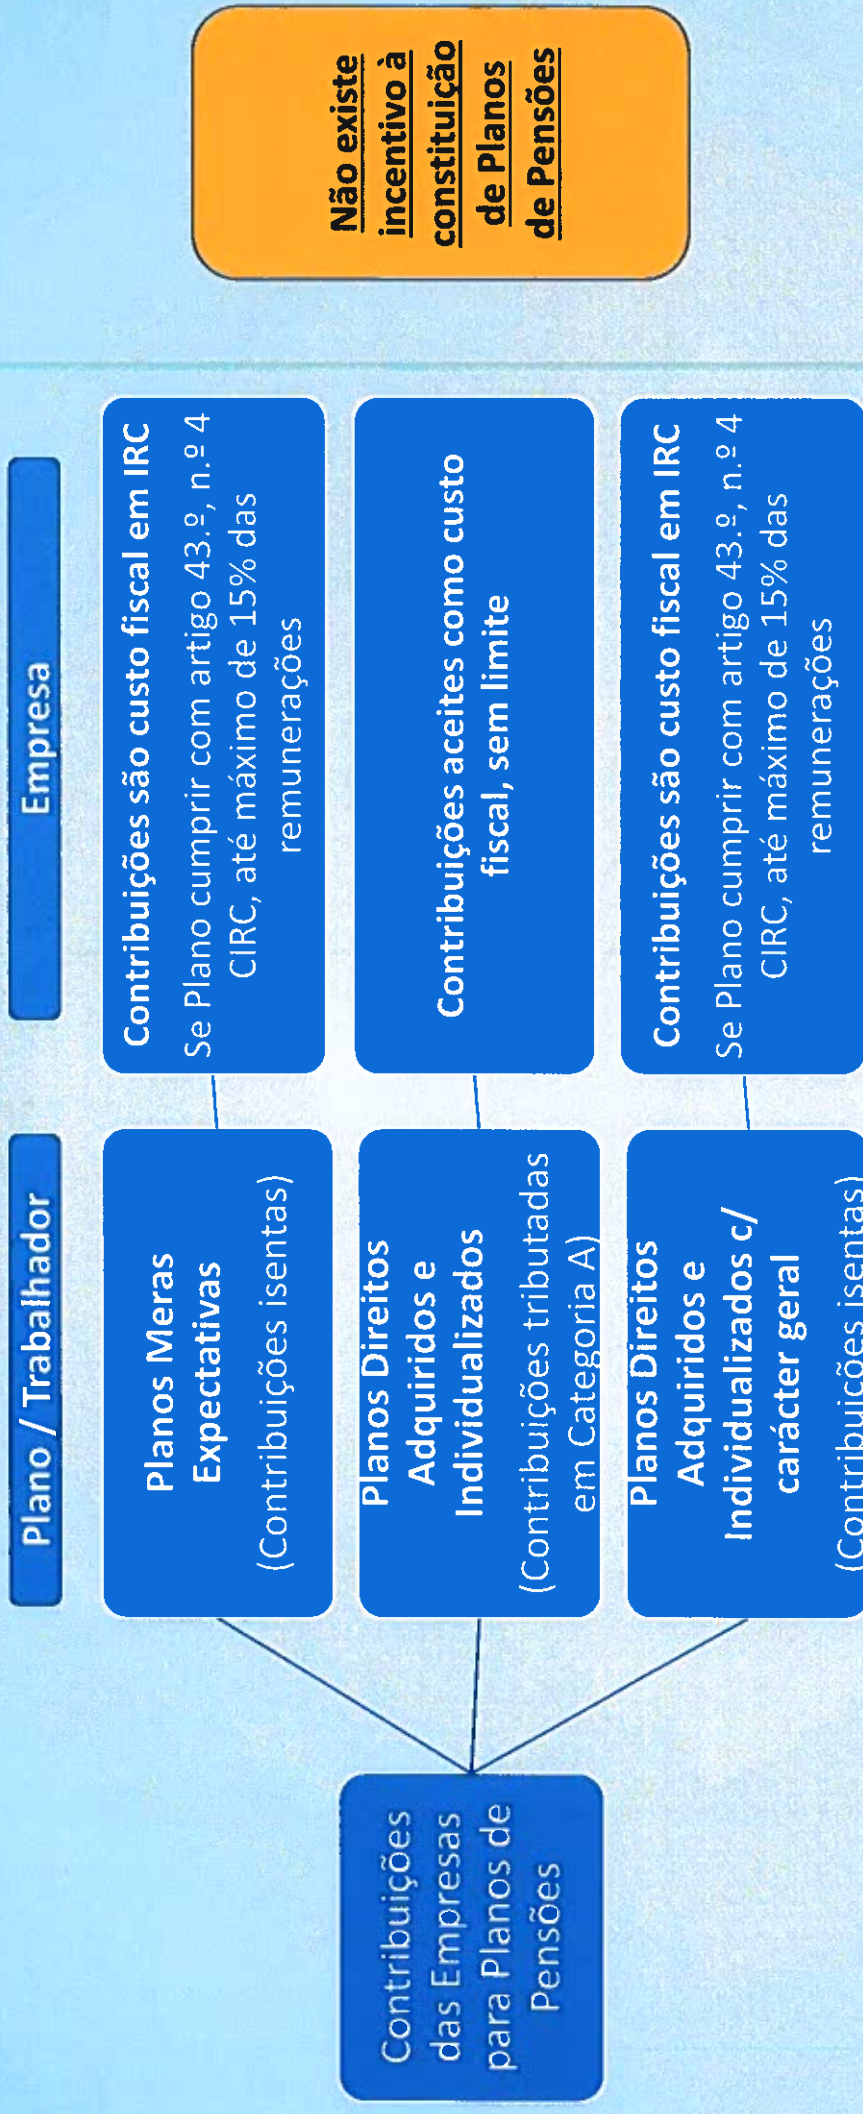 Plano / Trabalhador
Empresa
Contribuições
das Empresas
para Planos de
Pensões
Planos Meras
Expectativas
(Contribuições isentas)
Contribuições são custo fiscal em IRC
Se Plano cumprir com artigo 43.º, n.º 4
CIRC, até máximo de 15% das
remunerações
Planos Direitos
Adquiridos e
Individualizados
(Contribuições tributadas
em Categoria A)
Contribuições aceites como custo
fiscal, sem limite
Planos Direitos
Adquiridos e
Individualizados c/
carácter geral
(Contribuições isentas)
Contribuições são custo fiscal em IRC
Se Plano cumprir com artigo 43.º, n.º 4
CIRC, até máximo de 15% das
remunerações
Não existe
incentivo à
constituição
de Planos
de Pensões